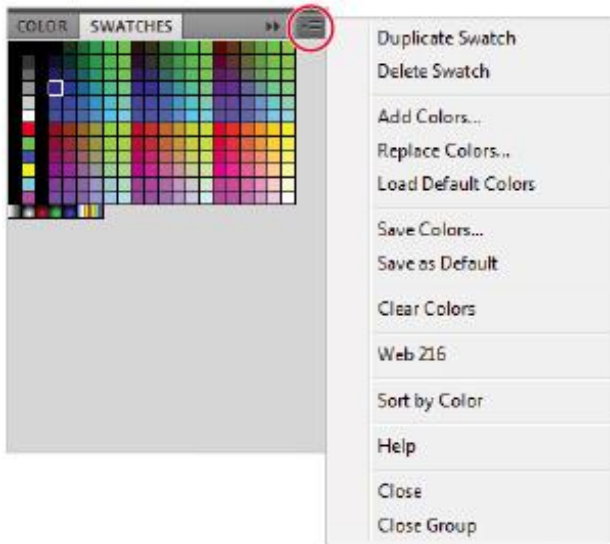 COLOR SWATCHES
Duplicate Swatch
Delete Swatch
Add Colors...
Replace Colors...
Load Default Colors
Save Colors...
Save as Default
Clear Colors
Web 216
Sort by Color
Help
Close
Close Group